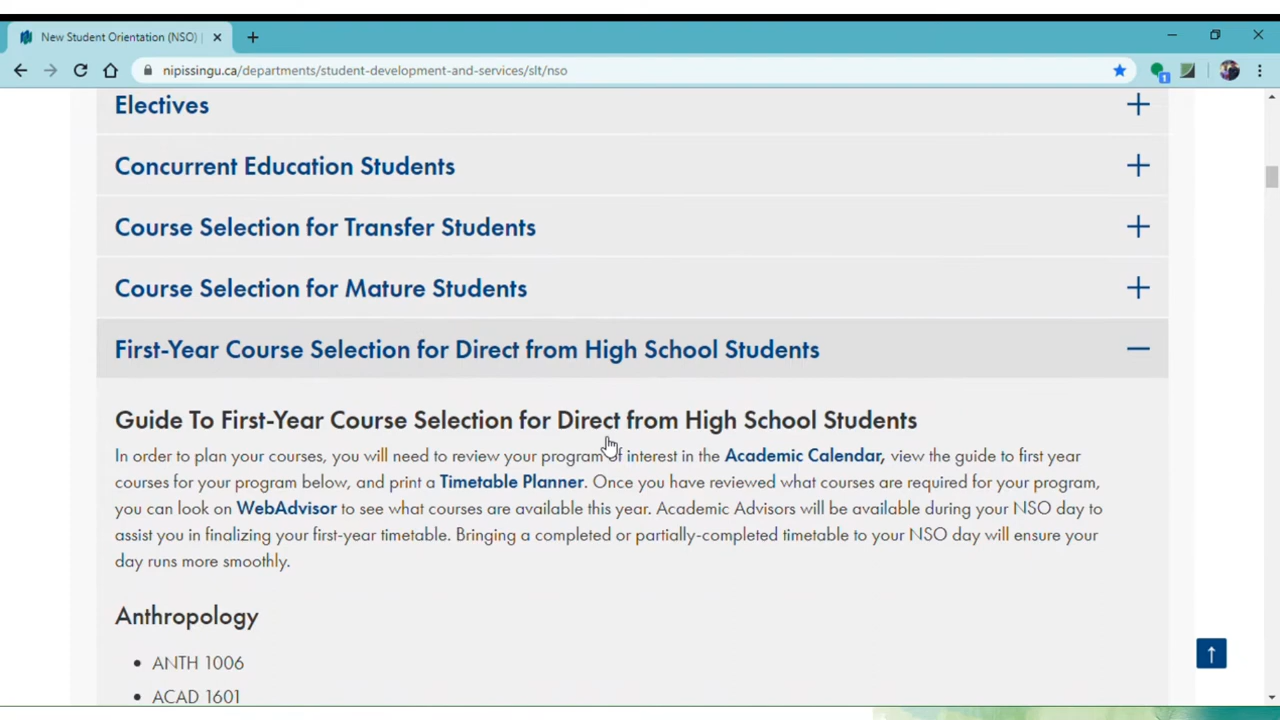 New Student Orientation (NSO) |
nipissingu.ca/departments/student-development-and-services/slt/nso
1
Electives
Concurrent Education Students
Course Selection for Transfer Students
Course Selection for Mature Students
First-Year Course Selection for Direct from High School Students
Guide To First-Year Course Selection for Direct from High School Students
In order to plan your courses, you will need to review your program of interest in the Academic Calendar, view the guide to first year
courses for your program below, and print a Timetable Planner. Once you have reviewed what courses are required for your program,
you can look on WebAdvisor to see what courses are available this year. Academic Advisors will be available during your NSO day to
assist you in finalizing your first-year timetable. Bringing a completed or partially-completed timetable to your NSO day will ensure your
day runs more smoothly.
Anthropology
• ANTH 1006
• ACAD 1601